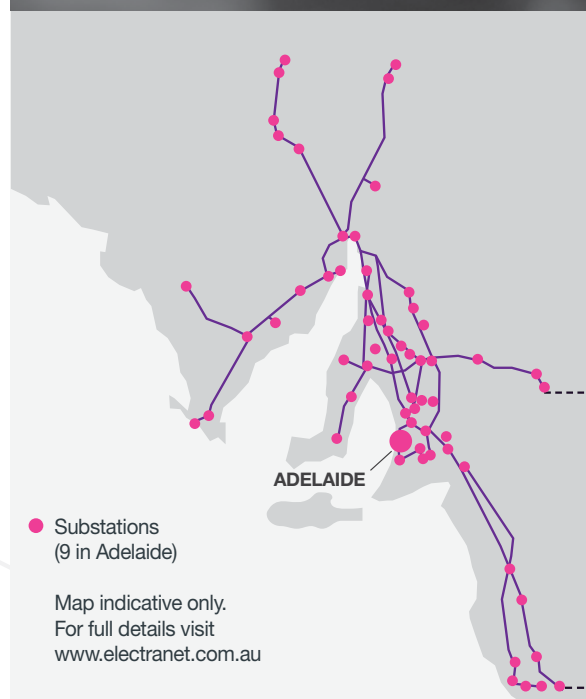 ADELAIDE
Substations
(9 in Adelaide)
Map indicative only.
For full details visit
www.electranet.com.au